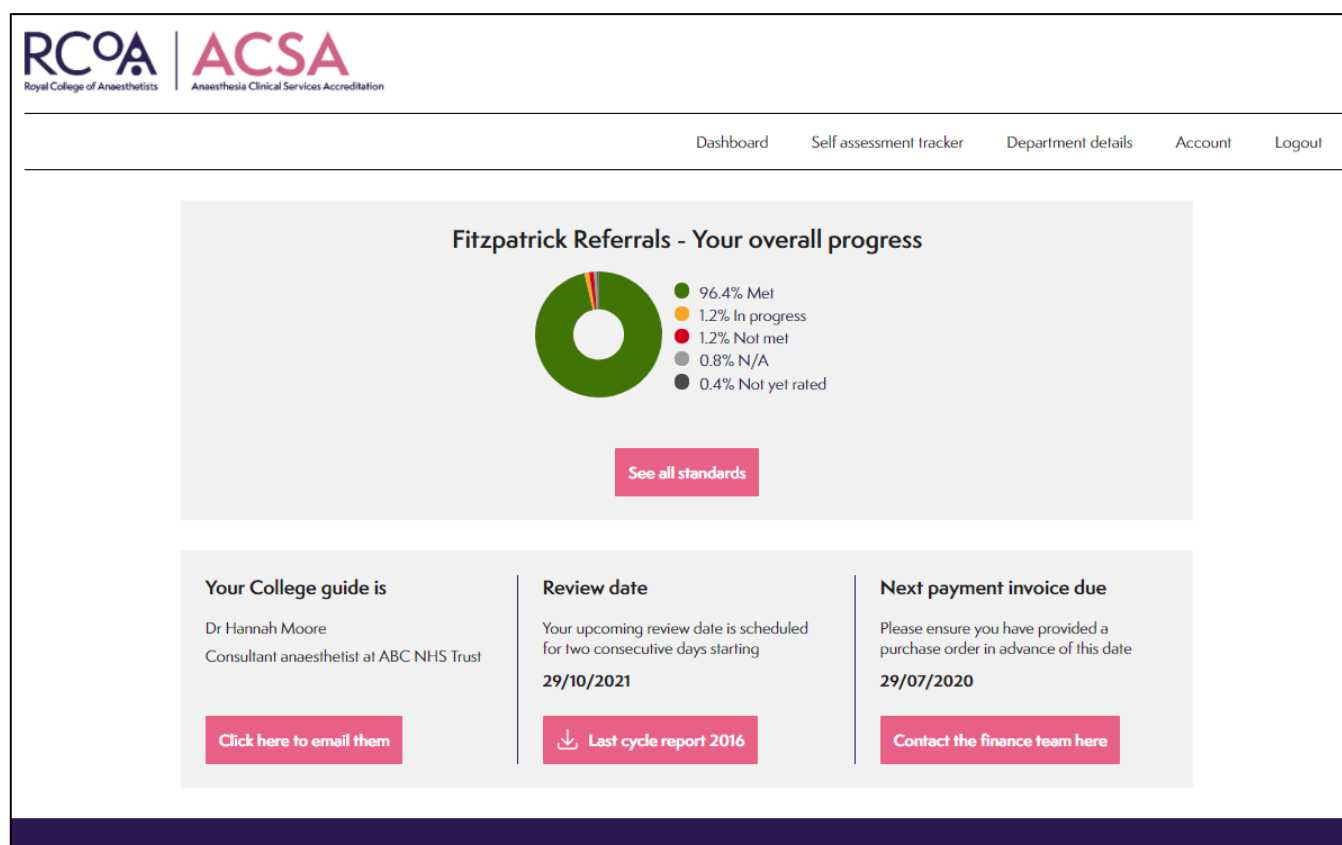 RCOA
Royal College of Anaesthetists
ACSA
Anaesthesia Clinical Services Accreditation
Dashboard
Self assessment tracker
Department details
Account
Logout
Fitzpatrick Referrals - Your overall progress
96.4% Met
1.2% In progress
1.2% Not met
0.8% N/A
0.4% Not yet rated
See all standards
Your College guide is
Dr Hannah Moore
Consultant anaesthetist at ABC NHS Trust
Click here to email them
Review date
Your upcoming review date is scheduled
for two consecutive days starting
29/10/2021
Last cycle report 2016
Next payment invoice due
Please ensure you have provided a
purchase order in advance of this date
29/07/2020
Contact the finance team here